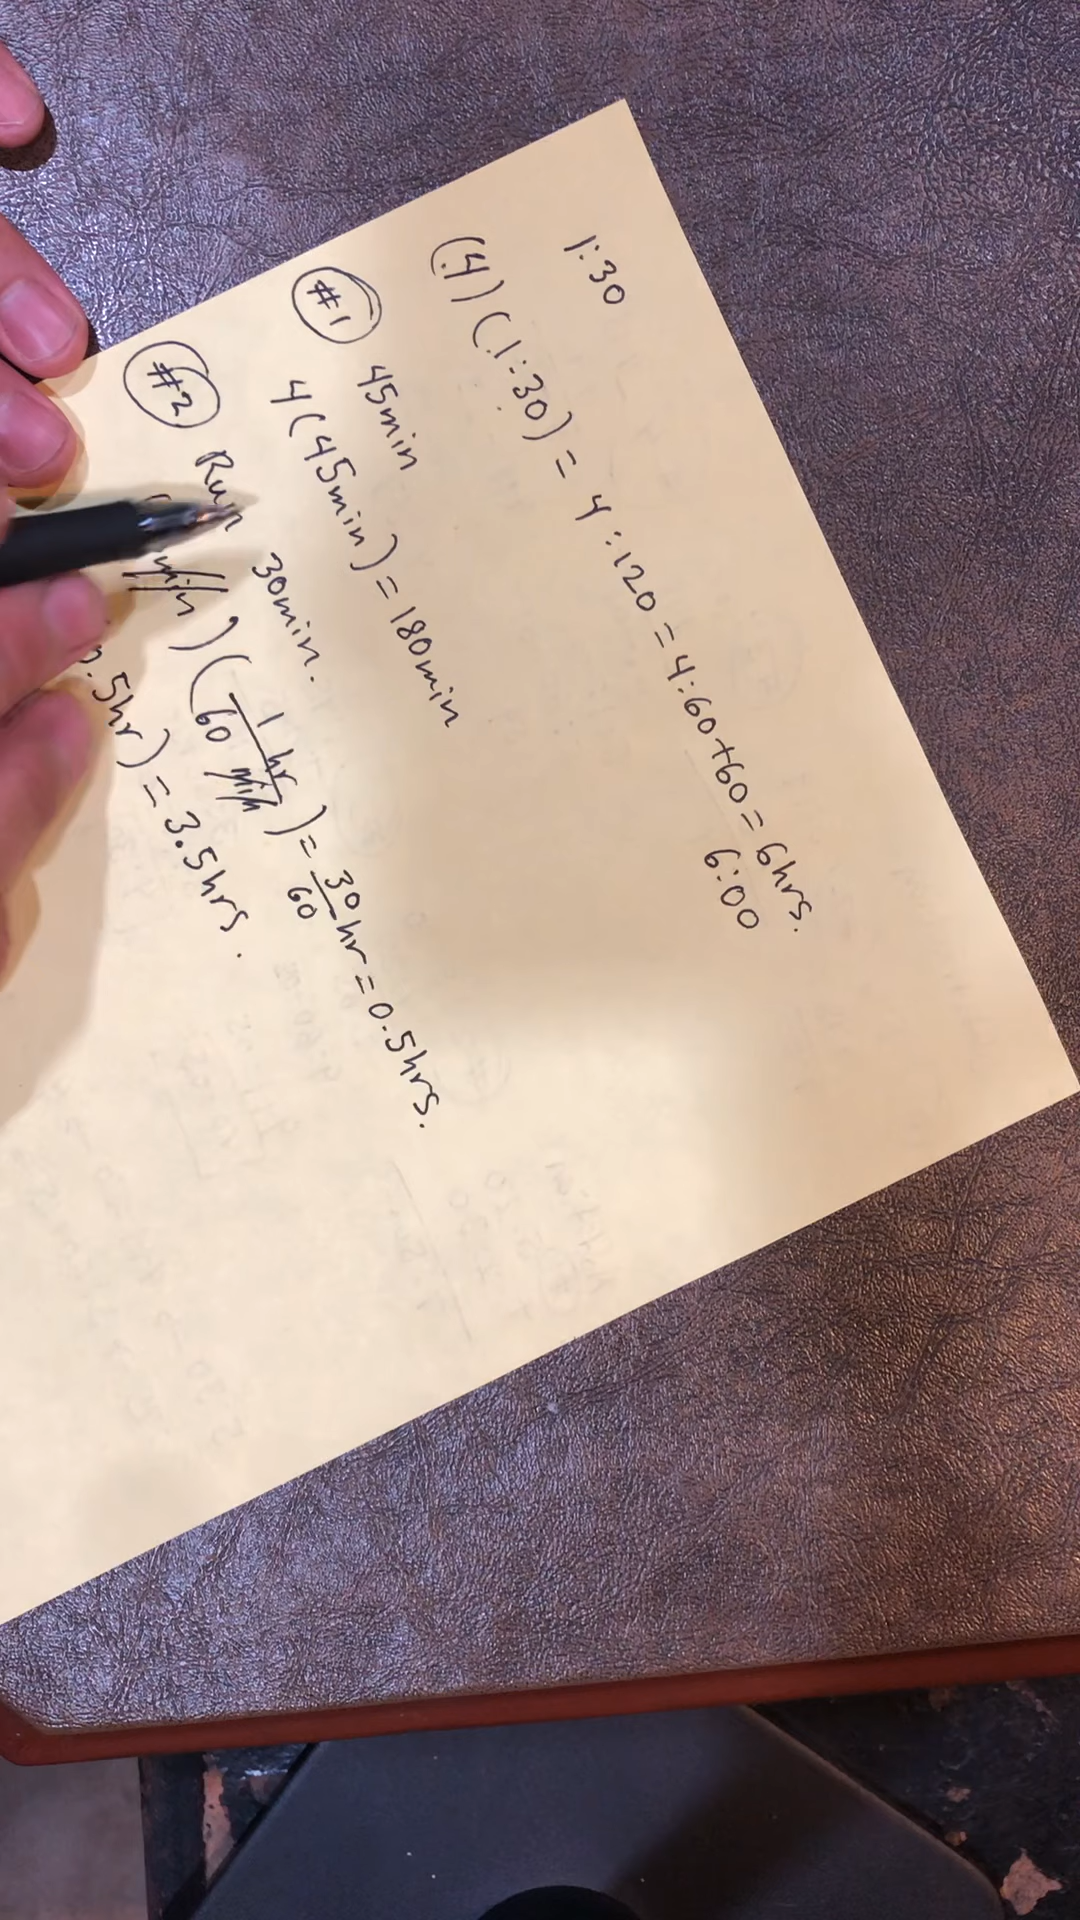 1:30
(.4) (.1:30) = 4:120 = 4:60+60 = 6hrs.
6:00
#1 45min
4(45min) = 180min
#2 Run 30min.
min ) ( 1 hr / 60 min ) = 30/60 hr = 0.5hrs.
.5hr) = 3.5hrs.